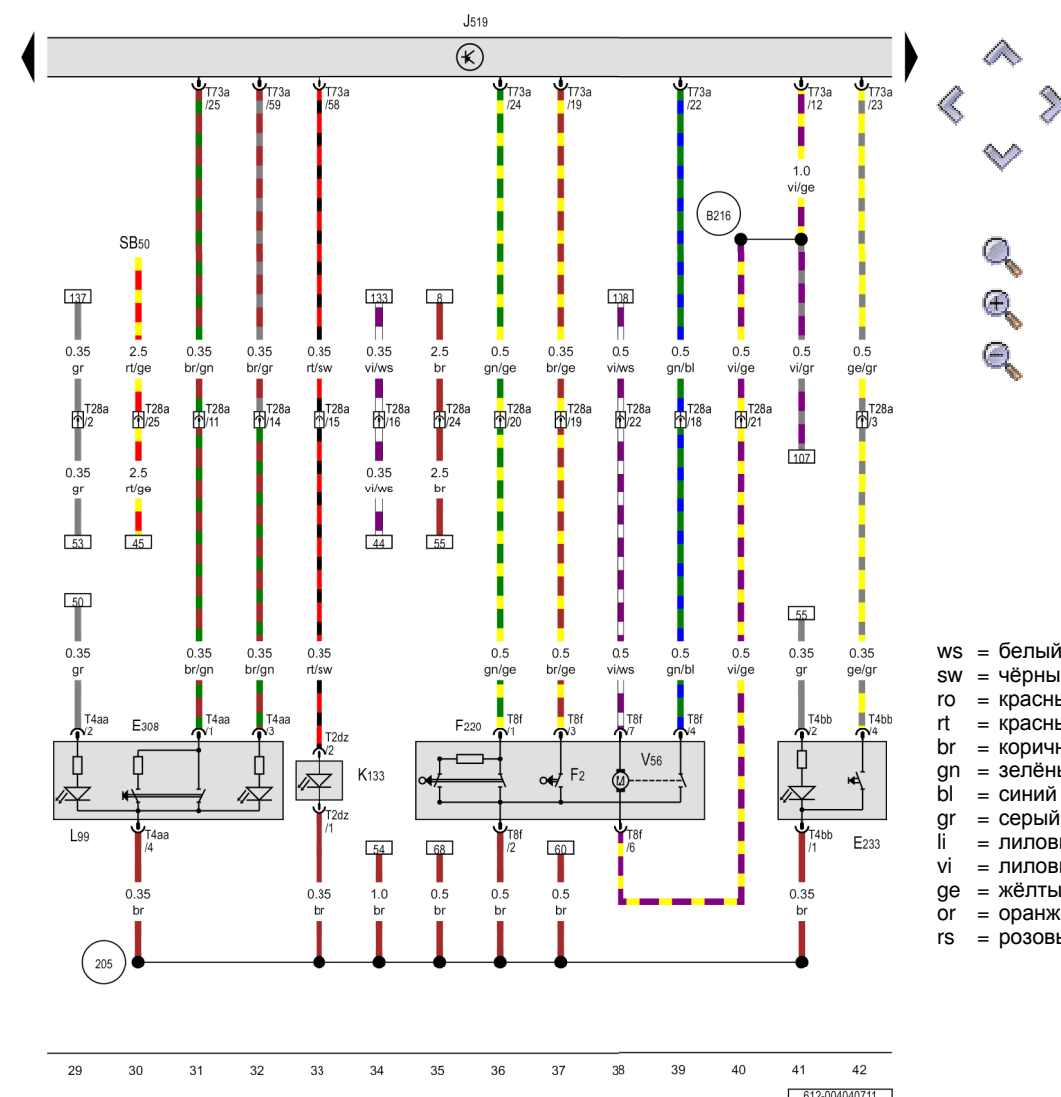 J519
T73a T73a T73a T73a T73a T73a T73a T73a
/25 /59 /58 /24 /19 /22 /12 /23
1.0
vi/ge
B216
SB50
137 133 8 108
0.35 2.5 0.35 0.35 0.35 0.35 2.5 0.5 0.35 0.5 0.5 0.5 0.5 0.5
gr rt/ge br/gn br/gr rt/sw vi/ws br gn/ge br/ge vi/ws gn/bl vi/ge vi/gr ge/gr
T28a T28a T28a T28a T28a T28a T28a T28a T28a T28a T28a T28a T28a
/2 /25 /11 /14 /15 /16 /24 /20 /19 /22 /18 /21 /3
107
0.35 2.5 0.35 2.5
gr rt/ge vi/ws br
53 45 44 55
50 55
0.35 0.35 0.35 0.35 0.5 0.5 0.5 0.5 0.5 0.35 0.35
gr br/gn br/gn rt/sw gn/ge br/ge vi/ws gn/bl vi/ge gr ge/gr
T4aa E308 T4aa T4aa F220 T8f T8f T8f T8f T4bb T4bb
/2 /1 /3 /1 /3 /7 /4 /2 /4
T2dz
/2
K133
F2
V56
M
T2dz
/1
L99
T4aa
/4
T8f
/2
T8f
/6
T4bb
/1
E233
54 68 60
0.35 0.35 1.0 0.5 0.5 0.5 0.35
br br br br br br br
205
29 30 31 32 33 34 35 36 37 38 39 40 41 42
612-004040711
ws = белый
sw = чёрны
ro = красны
rt = красны
br = коричн
gn = зелёнь
bl = синий
gr = серый
li = лилов
vi = лилов
ge = жёлты
or = оранж
rs = розовь